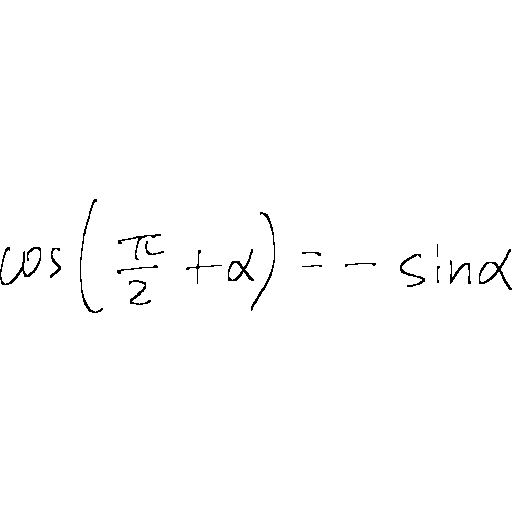 cos(π/2 + α) = - sinα